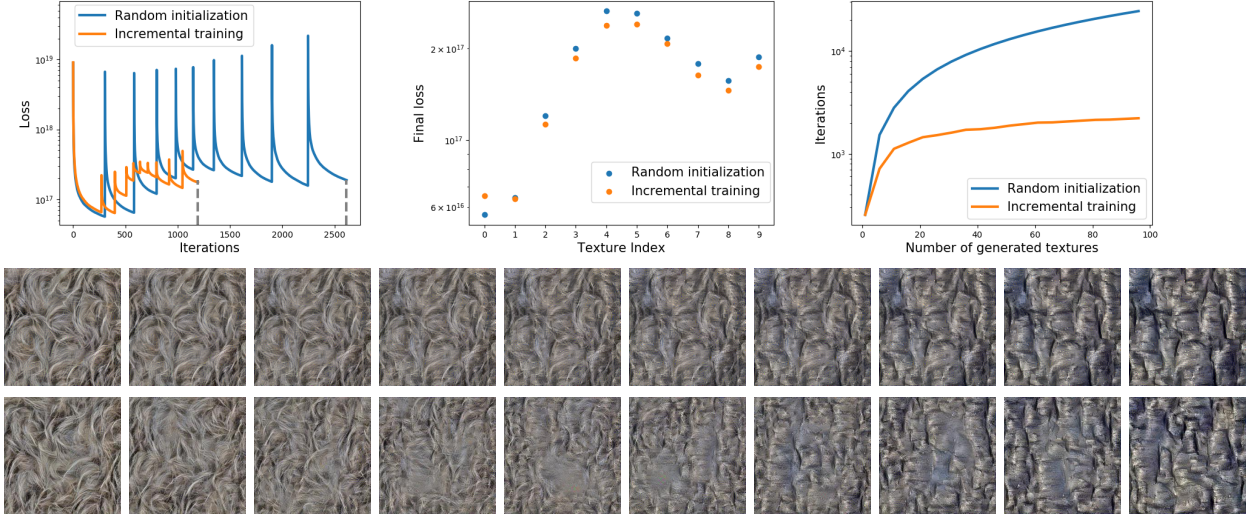 Random initialization
Incremental training
10^19
10^18
10^17
Loss
0 500 1000 1500 2000 2500
Iterations
2 × 10^17
10^17
6 × 10^16
Final loss
Random initialization
Incremental training
0 1 2 3 4 5 6 7 8 9
Texture Index
10^4
10^3
Iterations
Random initialization
Incremental training
0 20 40 60 80 100
Number of generated textures